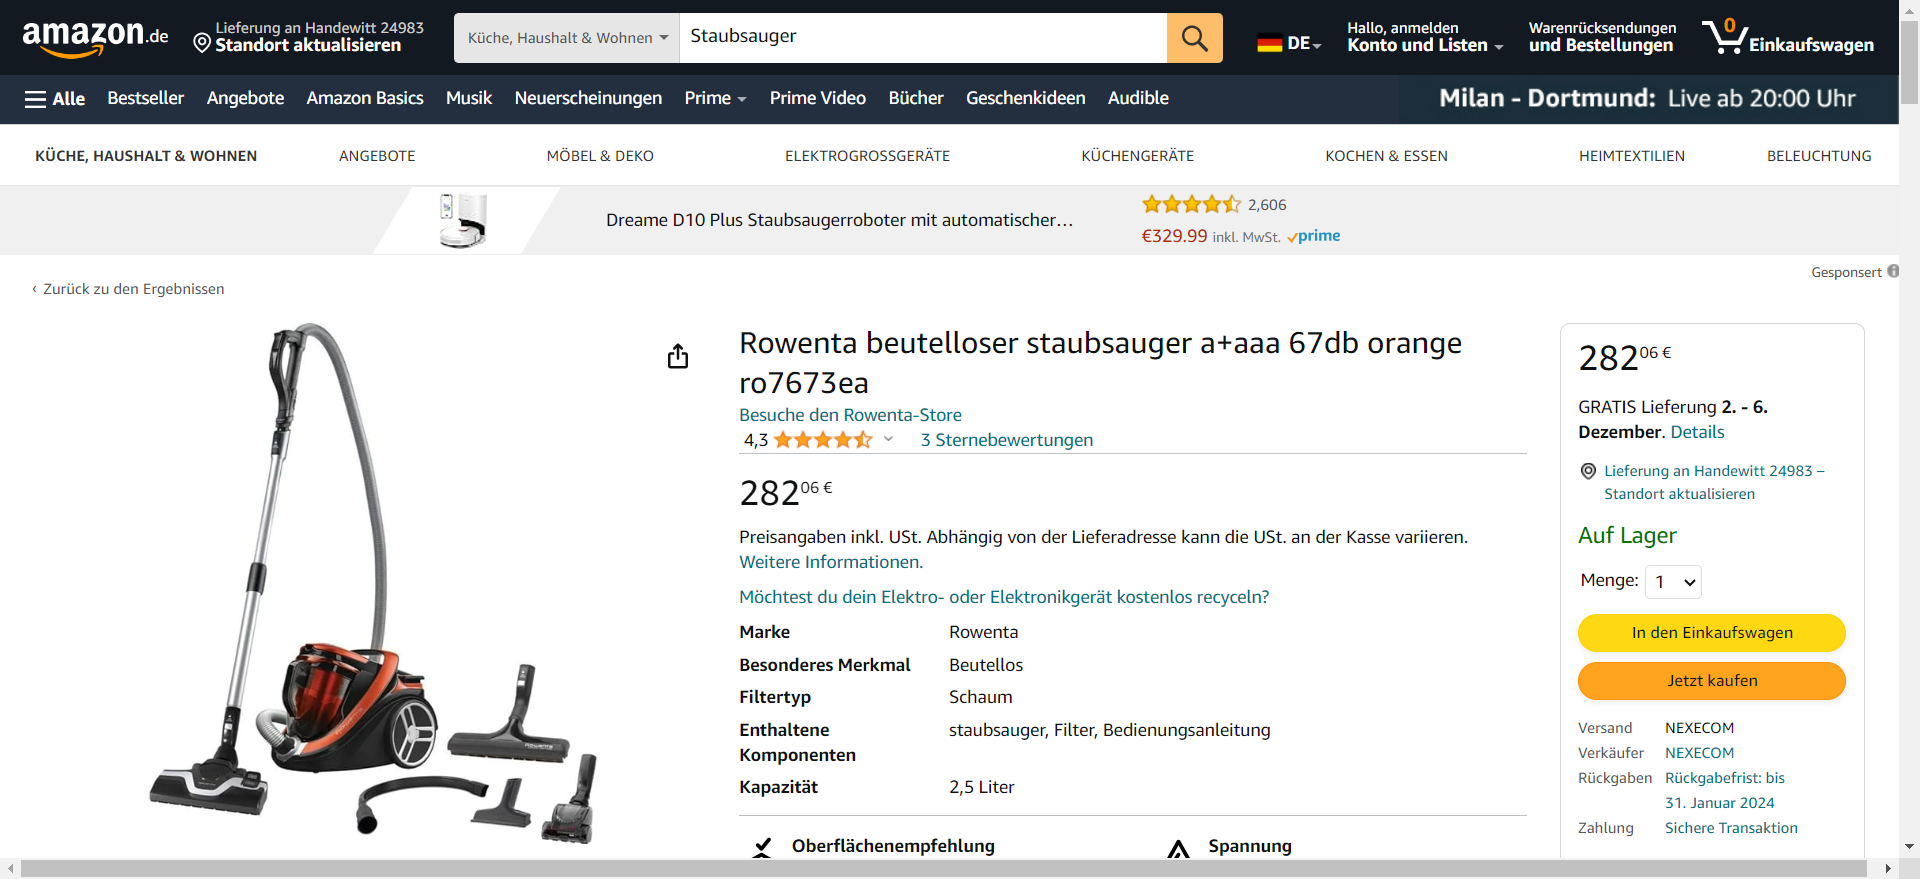 amazon.de
Lieferung an Handewitt 24983
Standort aktualisieren
Küche, Haushalt & Wohnen
Staubsauger
DE
Hallo, anmelden
Konto und Listen
Warenrücksendungen
und Bestellungen
0
Einkaufswagen
Alle
Bestseller
Angebote
Amazon Basics
Musik
Neuerscheinungen
Prime
Prime Video
Bücher
Geschenkideen
Audible
Milan - Dortmund: Live ab 20:00 Uhr
KÜCHE, HAUSHALT & WOHNEN
ANGEBOTE
MÖBEL & DEKO
ELEKTROGROSSGERÄTE
KÜCHENGERÄTE
KOCHEN & ESSEN
HEIMTEXTILIEN
BELEUCHTUNG
Dreame D10 Plus Staubsaugerroboter mit automatischer…
2,606
€329.99 inkl. MwSt. prime
Gesponsert
‹ Zurück zu den Ergebnissen
Rowenta beutelloser staubsauger a+aaa 67db orange
ro7673ea
Besuche den Rowenta-Store
4,3
3 Sternebewertungen
282 06 €
Preisangaben inkl. USt. Abhängig von der Lieferadresse kann die USt. an der Kasse variieren.
Weitere Informationen.
Möchtest du dein Elektro- oder Elektronikgerät kostenlos recyceln?
Marke Rowenta
Besonderes Merkmal Beutellos
Filtertyp Schaum
Enthaltene staubsauger, Filter, Bedienungsanleitung
Komponenten
Kapazität 2,5 Liter
Oberflächenempfehlung
Spannung
282 06 €
GRATIS Lieferung 2. - 6.
Dezember. Details
Lieferung an Handewitt 24983 –
Standort aktualisieren
Auf Lager
Menge: 1
In den Einkaufswagen
Jetzt kaufen
Versand NEXECOM
Verkäufer NEXECOM
Rückgaben Rückgabefrist: bis
31. Januar 2024
Zahlung Sichere Transaktion